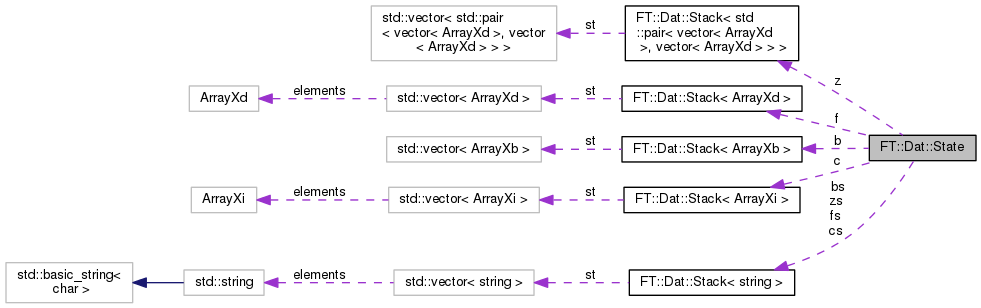 std::vector< std::pair
< vector< ArrayXd >, vector
< ArrayXd > > >
st
FT::Dat::Stack< std
::pair< vector< ArrayXd
>, vector< ArrayXd > > >
z
ArrayXd
elements
std::vector< ArrayXd >
st
FT::Dat::Stack< ArrayXd >
f
std::vector< ArrayXb >
st
FT::Dat::Stack< ArrayXb >
b
FT::Dat::State
ArrayXi
elements
std::vector< ArrayXi >
st
FT::Dat::Stack< ArrayXi >
c
bs
zs
fs
cs
std::basic_string<
char >
std::string
elements
std::vector< string >
st
FT::Dat::Stack< string >